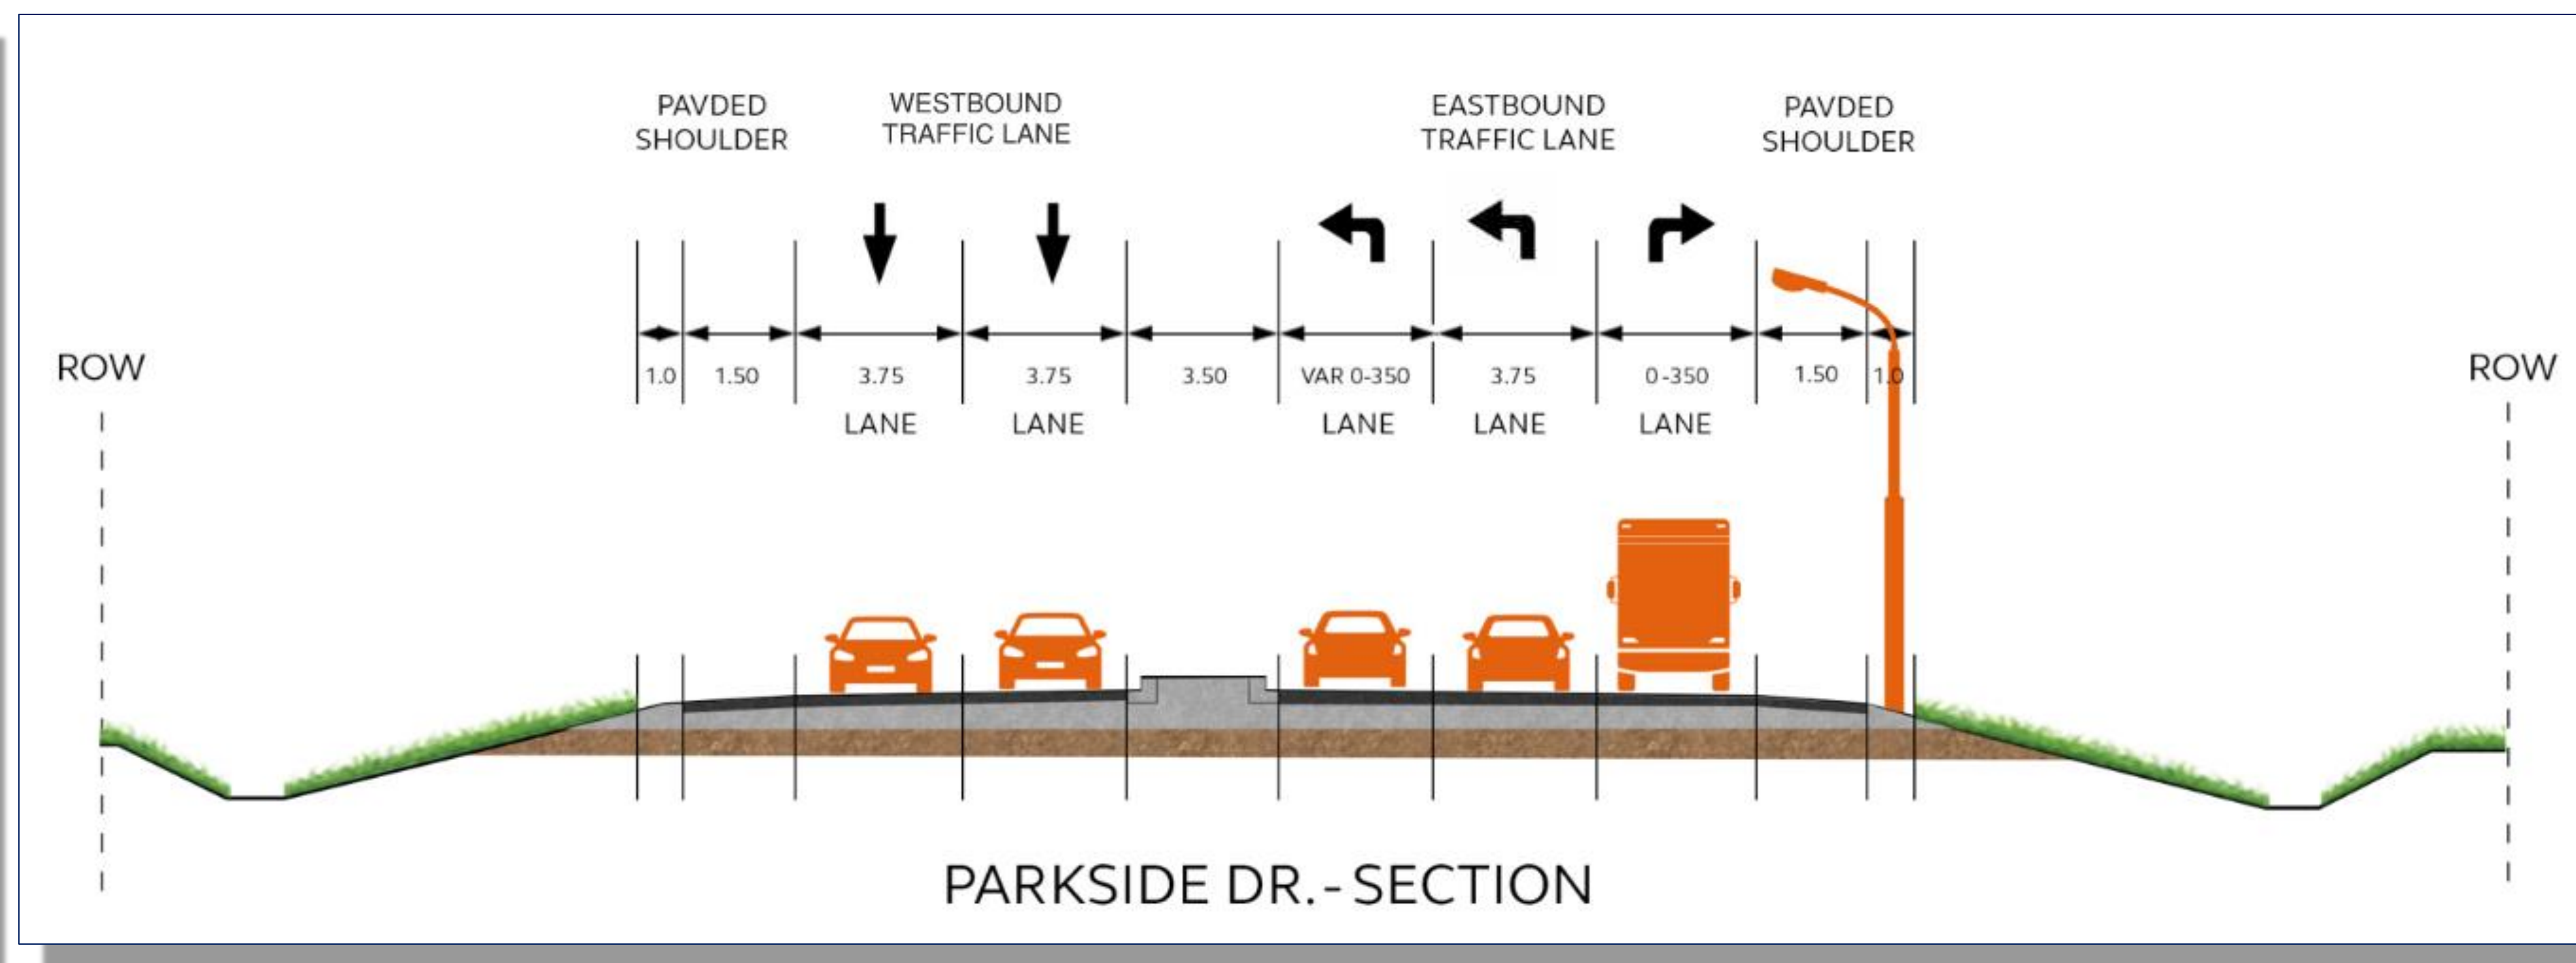 PAVDED
SHOULDER
WESTBOUND
TRAFFIC LANE
EASTBOUND
TRAFFIC LANE
PAVDED
SHOULDER
ROW
ROW
1.0 1.50 3.75 3.75 3.50 VAR 0-350 3.75 0-350 1.50 1.0
LANE LANE LANE LANE LANE
PARKSIDE DR. - SECTION